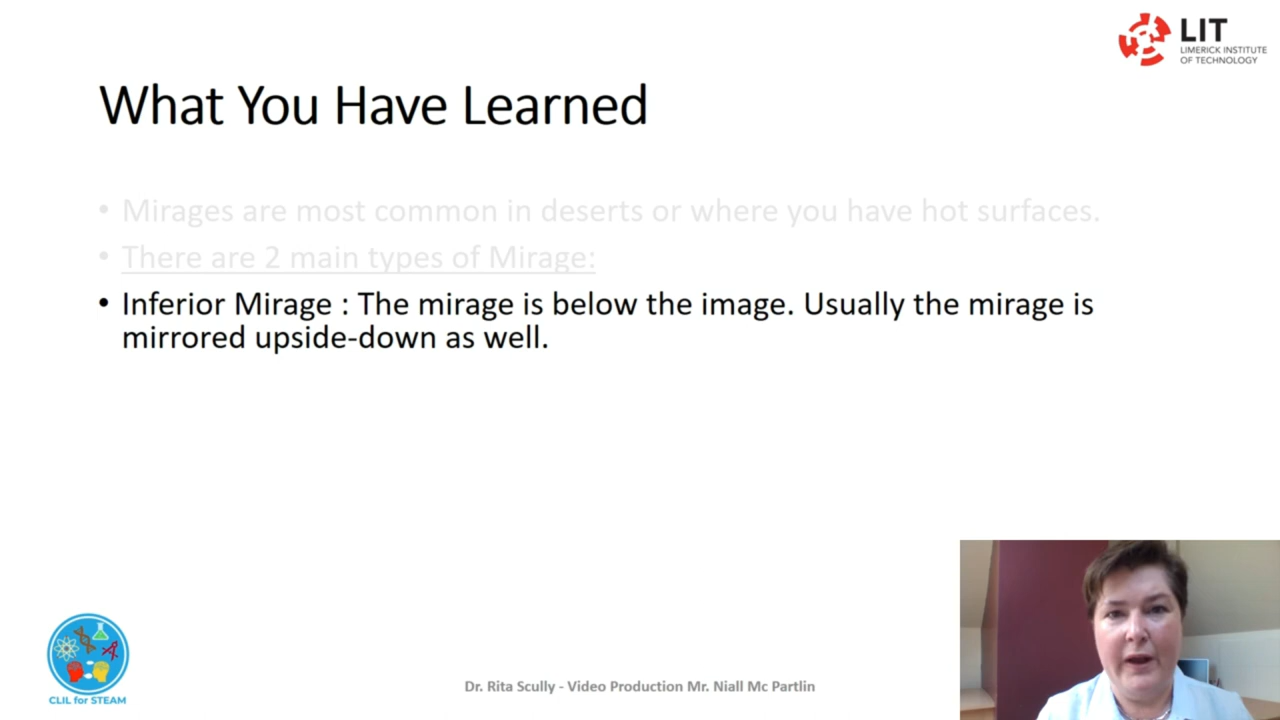 LIT
LIMERICK INSTITUTE
OF TECHNOLOGY
What You Have Learned
• Mirages are most common in deserts or where you have hot surfaces.
• There are 2 main types of Mirage:
• Inferior Mirage : The mirage is below the image. Usually the mirage is
mirrored upside-down as well.
CLIL for STEAM
Dr. Rita Scully - Video Production Mr. Niall Mc Partlin